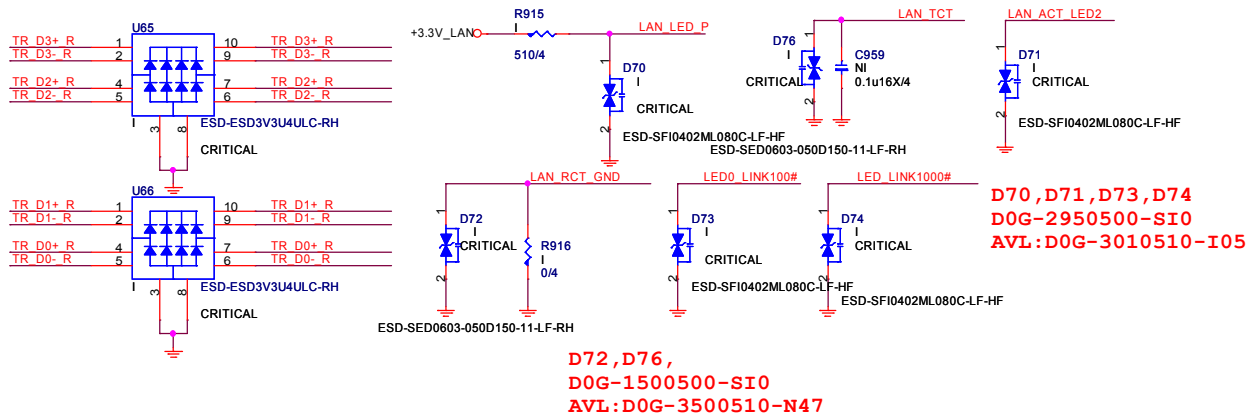 U65
TR_D3+_R 1 10 TR_D3+_R
TR_D3-_R 2 9 TR_D3-_R
TR_D2+_R 4 7 TR_D2+_R
TR_D2-_R 5 6 TR_D2-_R
I
3 8
ESD-ESD3V3U4ULC-RH
CRITICAL
U66
TR_D1+_R 1 10 TR_D1+_R
TR_D1-_R 2 9 TR_D1-_R
TR_D0+_R 4 7 TR_D0+_R
TR_D0-_R 5 6 TR_D0-_R
I
3 8
ESD-ESD3V3U4ULC-RH
CRITICAL
R915
I
+3.3V_LAN
510/4
LAN_LED_P
1
D70
I
CRITICAL
2
ESD-SFI0402ML080C-LF-HF
LAN_TCT
1
D76
I
CRITICAL
2
C959
NI
0.1u16X/4
ESD-SED0603-050D150-11-LF-RH
LAN_ACT_LED2
1
D71
I
CRITICAL
2
ESD-SFI0402ML080C-LF-HF
LAN_RCT_GND
1
D72
I
CRITICAL
2
R916
I
0/4
ESD-SED0603-050D150-11-LF-RH
LED0_LINK100#
1
D73
I
CRITICAL
2
ESD-SFI0402ML080C-LF-HF
LED_LINK1000#
1
D74
I
CRITICAL
2
ESD-SFI0402ML080C-LF-HF
D70,D71,D73,D74
D0G-2950500-SI0
AVL:D0G-3010510-I05
D72,D76,
D0G-1500500-SI0
AVL:D0G-3500510-N47